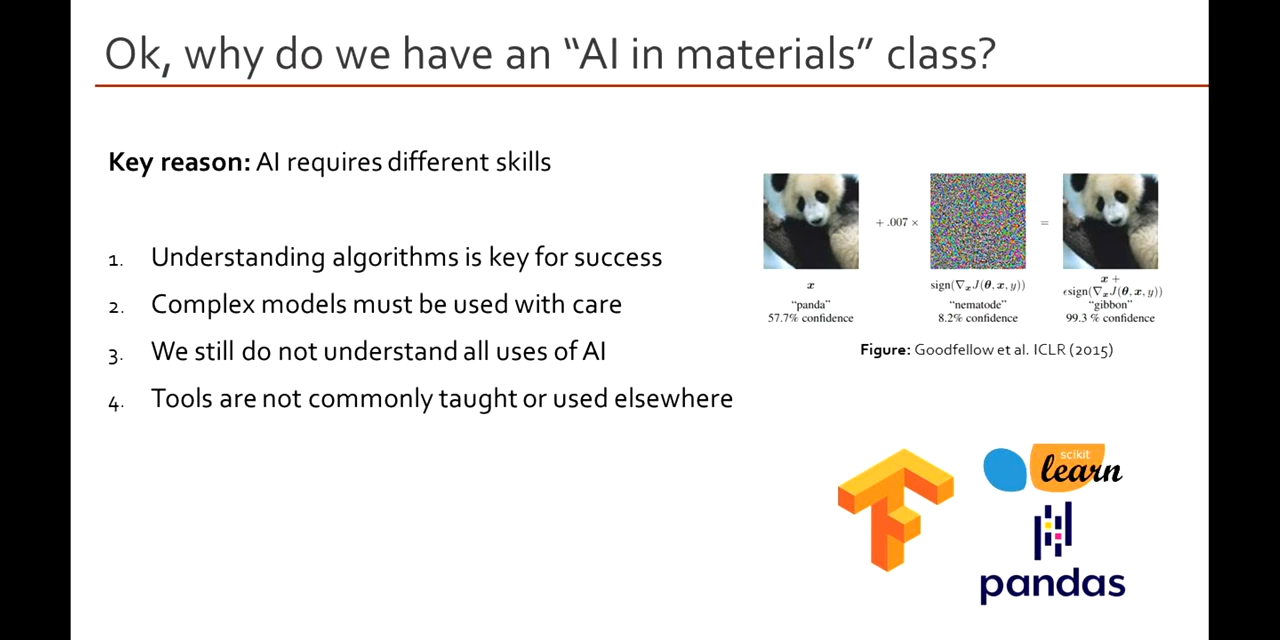 Ok, why do we have an “AI in materials” class?
Key reason: AI requires different skills
1. Understanding algorithms is key for success
2. Complex models must be used with care
3. We still do not understand all uses of AI
4. Tools are not commonly taught or used elsewhere
+ .007 ×
=
x
“panda”
57.7% confidence
sign(∇ₓJ(θ, x, y))
“nematode”
8.2% confidence
x +
ϵsign(∇ₓJ(θ, x, y))
“gibbon”
99.3 % confidence
Figure: Goodfellow et al. ICLR (2015)
scikit
learn
pandas